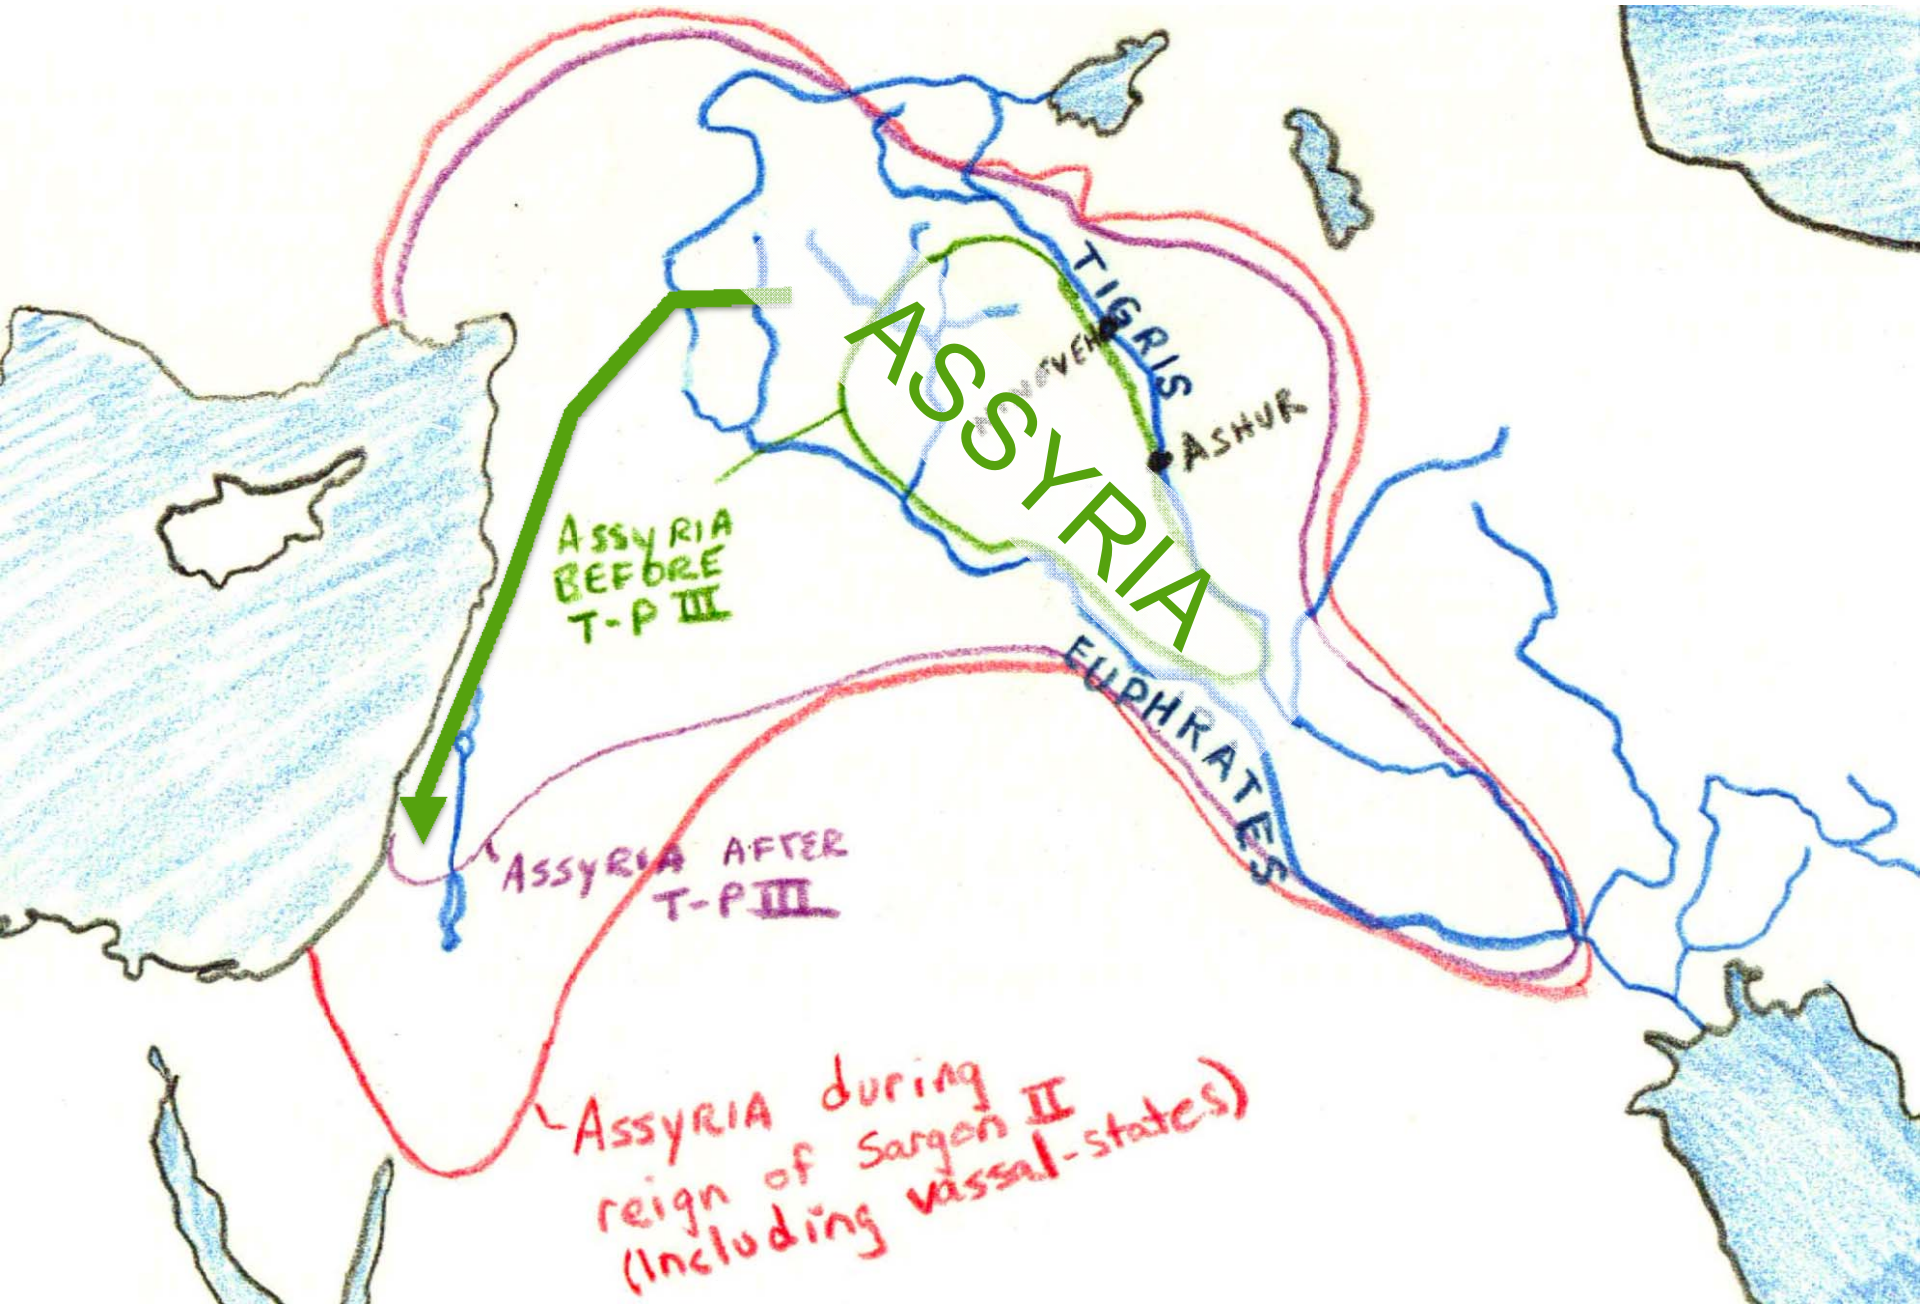 TIGRIS
NINEVEH
ASHUR
ASSYRIA
ASSYRIA
BEFORE
T-P III
EUPHRATES
ASSYRIA AFTER
T-P III
ASSYRIA during
reign of Sargon II
(Including vassal-states)